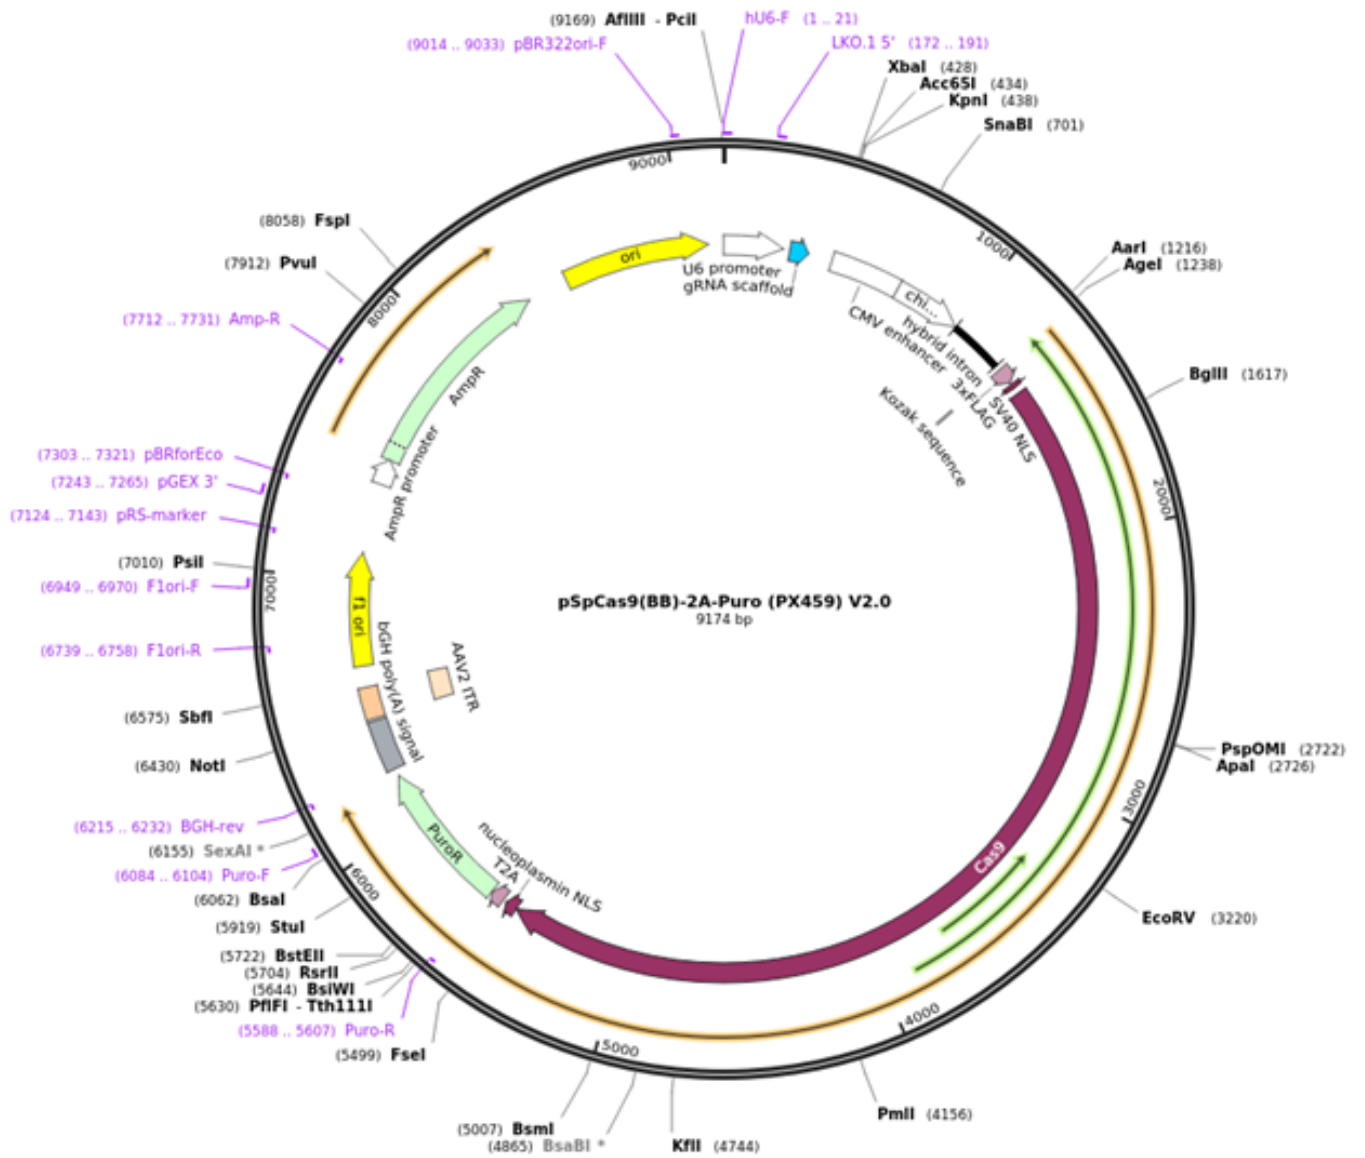 (9169) AflIII - PciI
hU6-F (1 .. 21)
(9014 .. 9033) pBR322ori-F
LKO.1 5' (172 .. 191)
XbaI (428)
Acc65I (434)
KpnI (438)
SnaBI (701)
9000
(8058) FspI
1000
AarI (1216)
AgeI (1238)
(7912) PvuI
ori
U6 promoter
gRNA scaffold
chi...
CMV enhancer
hybrid intron
3xFLAG
SV40 NLS
Kozak sequence
8000
(7712 .. 7731) Amp-R
BglII (1617)
AmpR
AmpR promoter
(7303 .. 7321) pBRforEco
(7243 .. 7265) pGEX 3'
(7124 .. 7143) pRS-marker
2000
(7010) PsiI
(6949 .. 6970) F1ori-F
7000
f1 ori
pSpCas9(BB)-2A-Puro (PX459) V2.0
9174 bp
(6739 .. 6758) F1ori-R
bGH poly(A) signal
AAV2 ITR
(6575) SbfI
(6430) NotI
PspOMI (2722)
ApaI (2726)
3000
(6215 .. 6232) BGH-rev
(6155) SexAI *
(6084 .. 6104) Puro-F
PuroR
nucleoplasmin NLS
T2A
Cas9
6000
(6062) BsaI
EcoRV (3220)
(5919) StuI
(5722) BstEII
(5704) RsrII
(5644) BsiWI
(5630) PflFI - Tth111I
(5588 .. 5607) Puro-R
(5499) FseI
4000
5000
PmlI (4156)
(5007) BsmI
(4865) BsaBI *
KflI (4744)